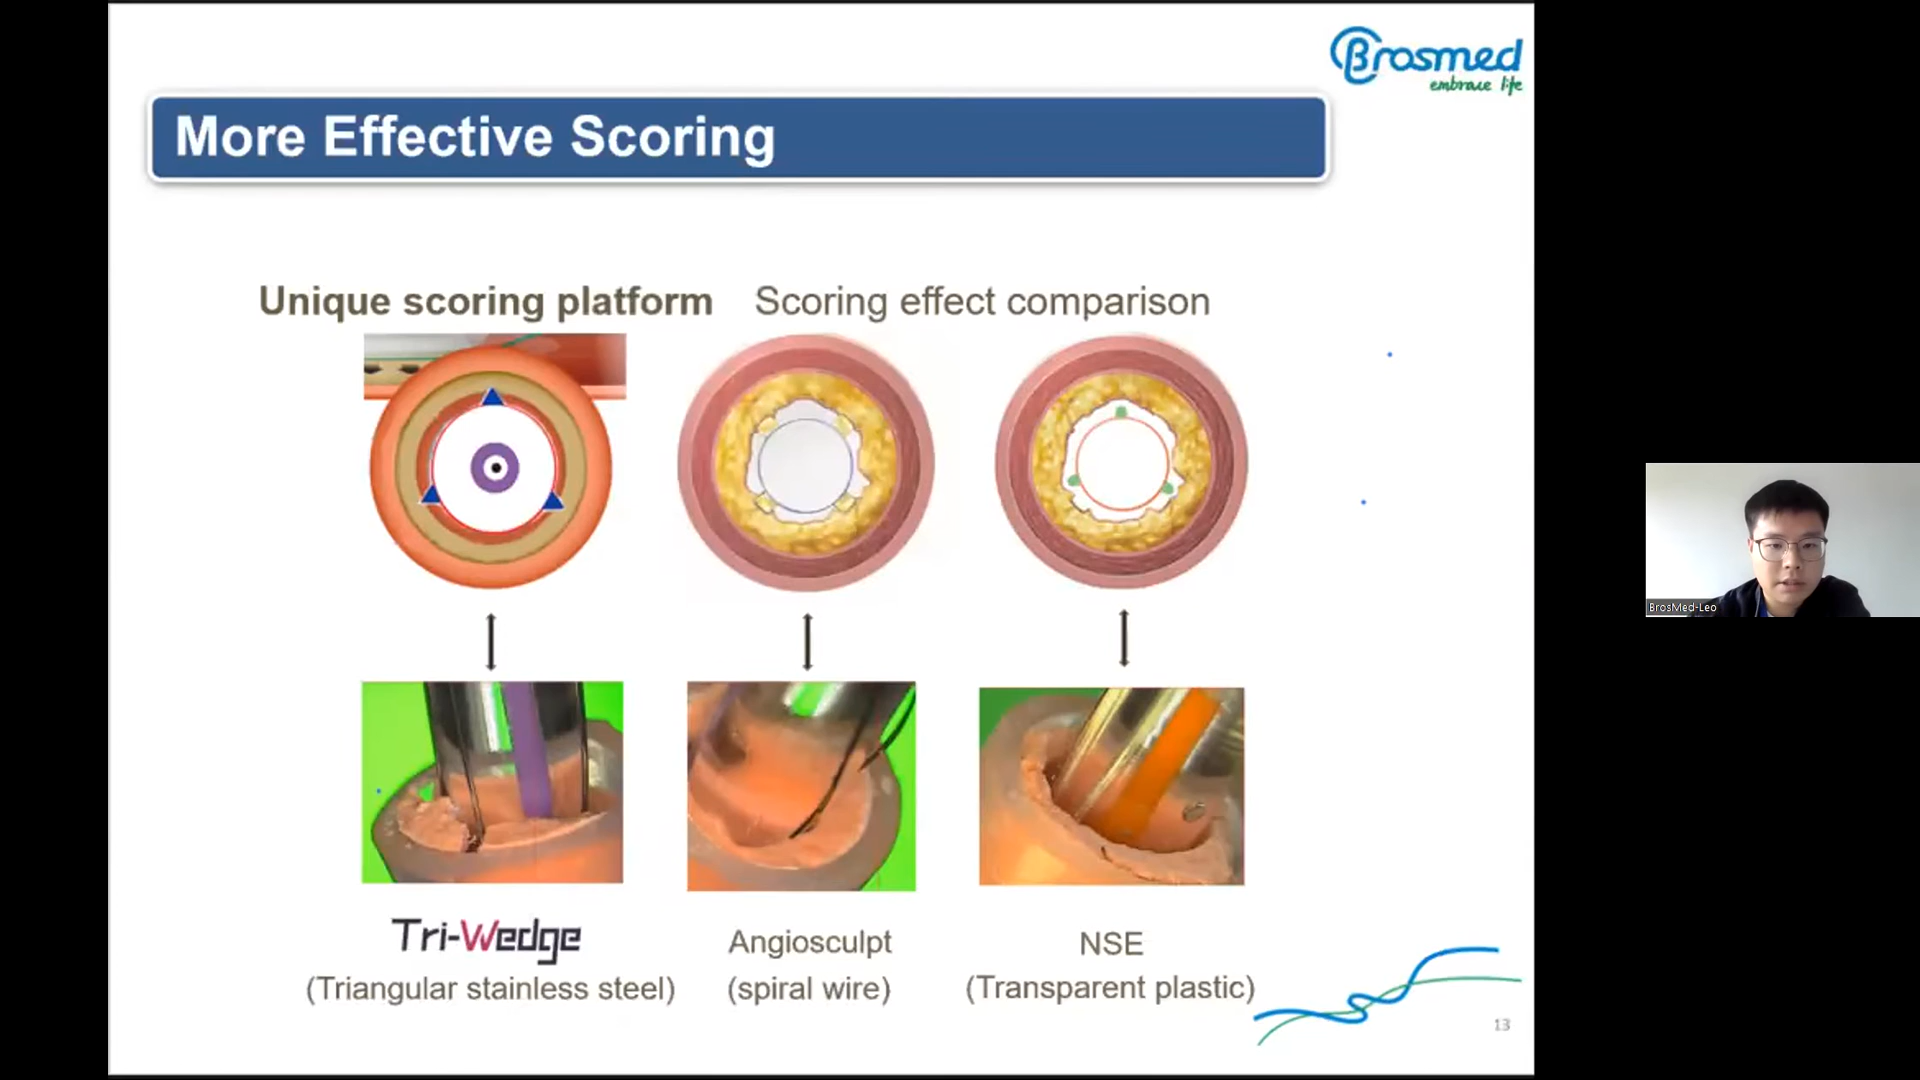 Brosmed
embrace life
More Effective Scoring
Unique scoring platform
Scoring effect comparison
Tri-Wedge
(Triangular stainless steel)
Angiosculpt
(spiral wire)
NSE
(Transparent plastic)
13
BrosMed-Leo